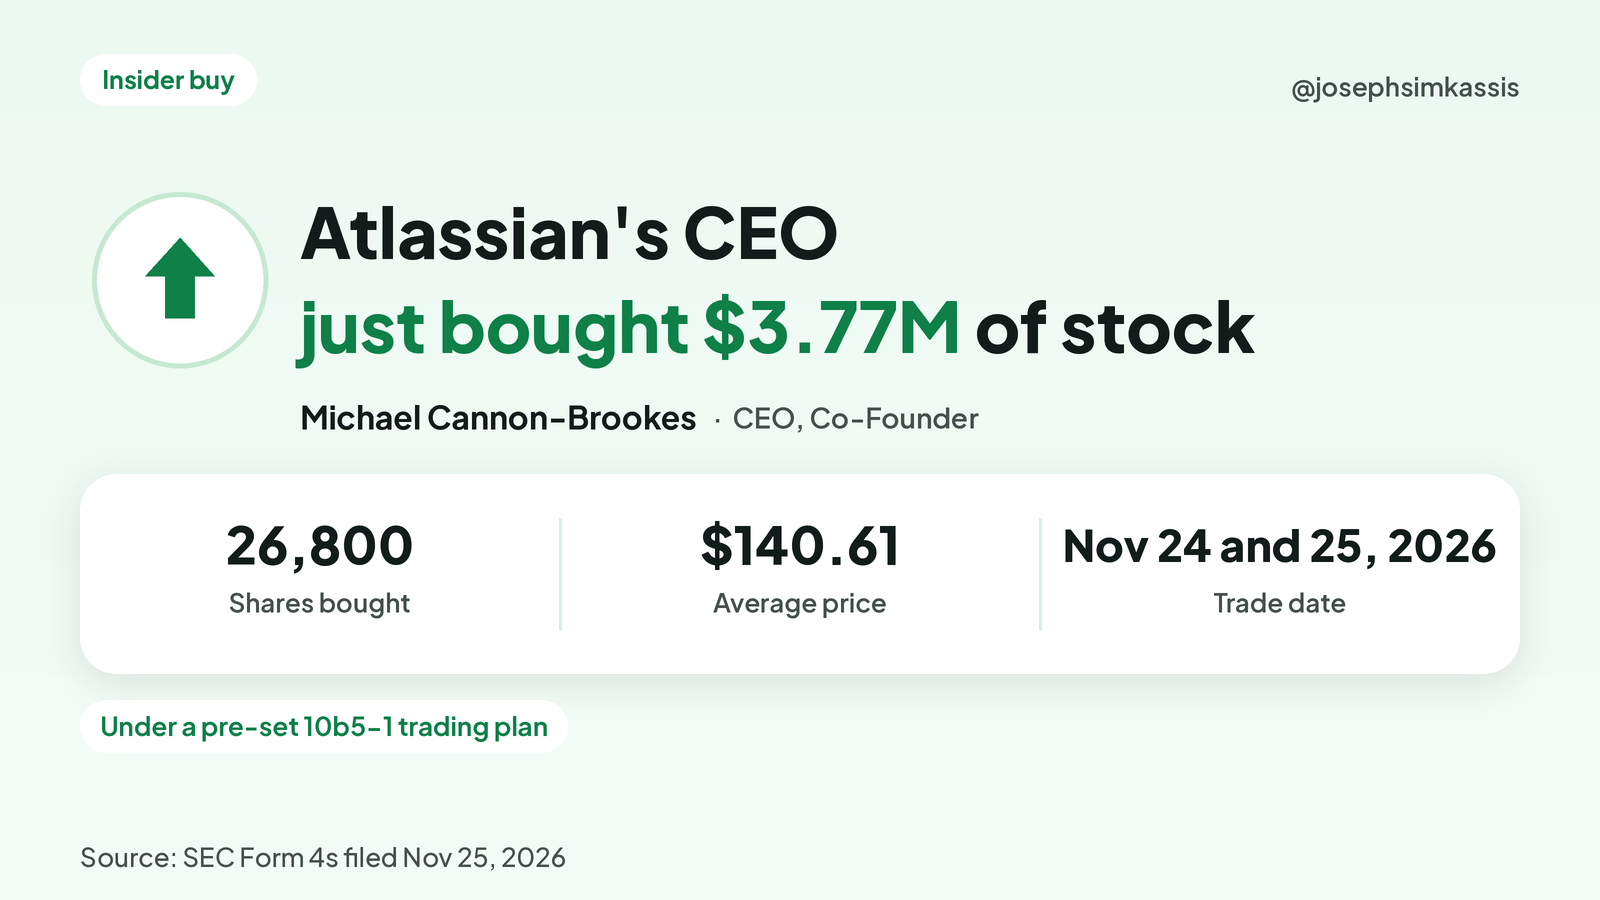 Insider buy
@josephsimkassis
Atlassian's CEO
just bought $3.77M of stock
Michael Cannon-Brookes · CEO, Co-Founder
26,800
Shares bought
$140.61
Average price
Nov 24 and 25, 2026
Trade date
Under a pre-set 10b5-1 trading plan
Source: SEC Form 4s filed Nov 25, 2026